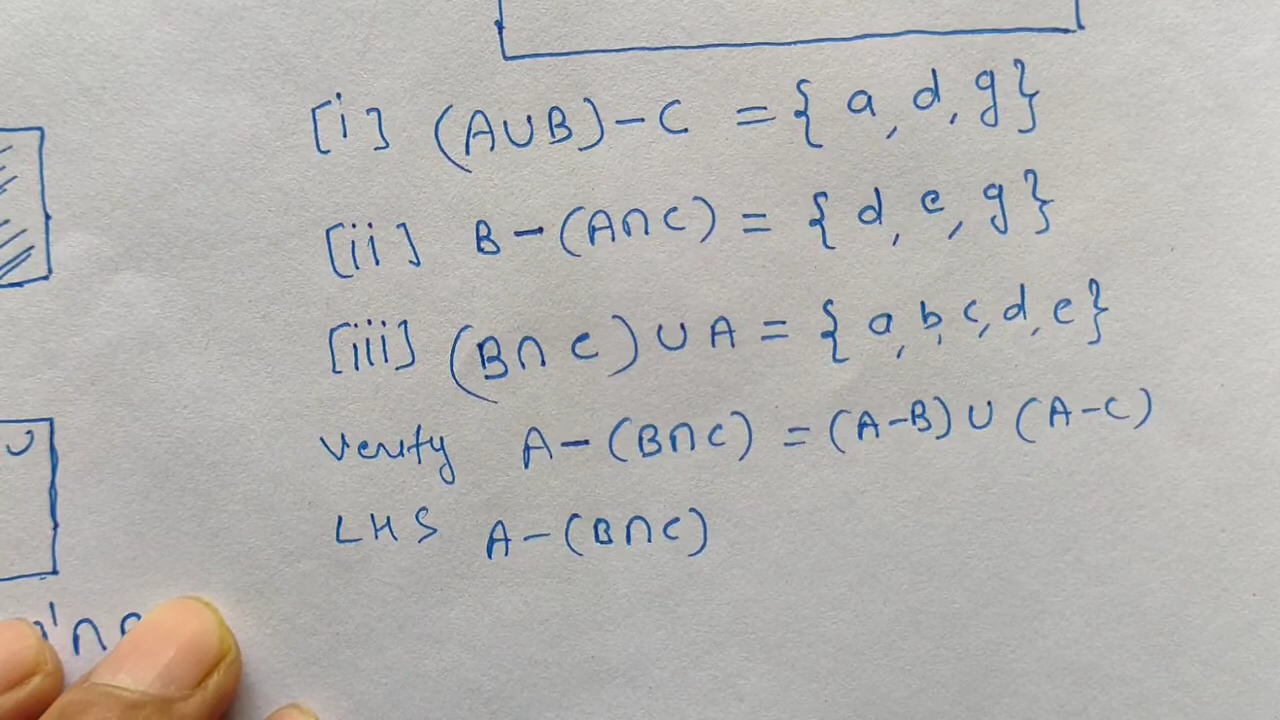 [i] (A∪B)-C = {a, d, g}
[ii] B-(A∩C) = {d, e, g}
[iii] (B∩C)∪A = {a, b, c, d, e}
Verify A-(B∩C) = (A-B)∪(A-C)
LHS A-(B∩C)
∪